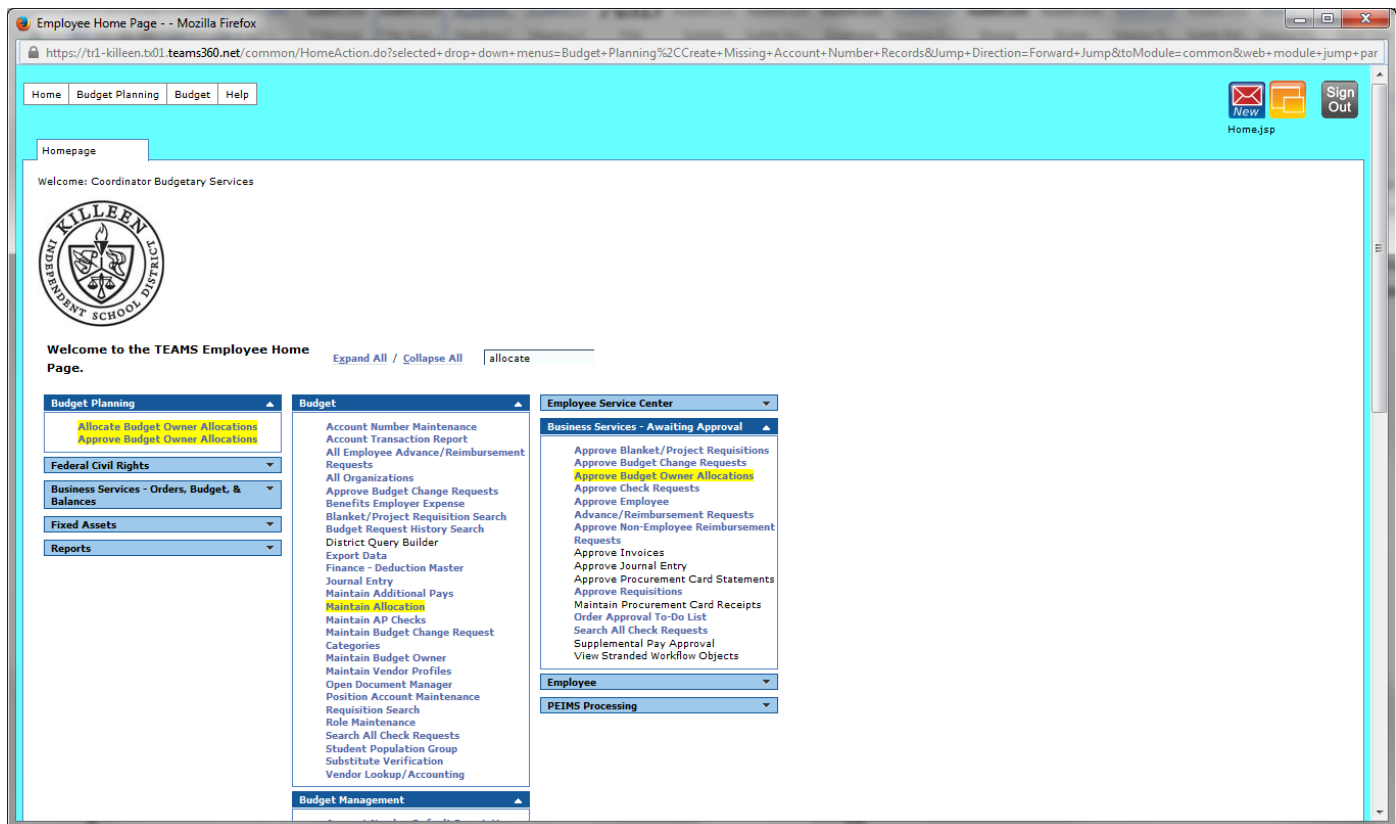 Employee Home Page - - Mozilla Firefox
https://tr1-killeen.tx01.teams360.net/common/HomeAction.do?selected+drop+down+menus=Budget+Planning%2CCreate+Missing+Account+Number+Records&Jump+Direction=Forward+Jump&toModule=common&web+module+jump+par
Home Budget Planning Budget Help
New
Sign Out
Home.jsp
Homepage
Welcome: Coordinator Budgetary Services
KILLEEN
INDEPENDENT SCHOOL DISTRICT
Welcome to the TEAMS Employee Home Page.
Expand All / Collapse All
allocate
Budget Planning
Allocate Budget Owner Allocations
Approve Budget Owner Allocations
Federal Civil Rights
Business Services - Orders, Budget, &
Balances
Fixed Assets
Reports
Budget
Account Number Maintenance
Account Transaction Report
All Employee Advance/Reimbursement
Requests
All Organizations
Approve Budget Change Requests
Benefits Employer Expense
Blanket/Project Requisition Search
Budget Request History Search
District Query Builder
Export Data
Finance - Deduction Master
Journal Entry
Maintain Additional Pays
Maintain Allocation
Maintain AP Checks
Maintain Budget Change Request
Categories
Maintain Budget Owner
Maintain Vendor Profiles
Open Document Manager
Position Account Maintenance
Requisition Search
Role Maintenance
Search All Check Requests
Student Population Group
Substitute Verification
Vendor Lookup/Accounting
Budget Management
Employee Service Center
Business Services - Awaiting Approval
Approve Blanket/Project Requisitions
Approve Budget Change Requests
Approve Budget Owner Allocations
Approve Check Requests
Approve Employee
Advance/Reimbursement Requests
Approve Non-Employee Reimbursement
Requests
Approve Invoices
Approve Journal Entry
Approve Procurement Card Statements
Approve Requisitions
Maintain Procurement Card Receipts
Order Approval To-Do List
Search All Check Requests
Supplemental Pay Approval
View Stranded Workflow Objects
Employee
PEIMS Processing